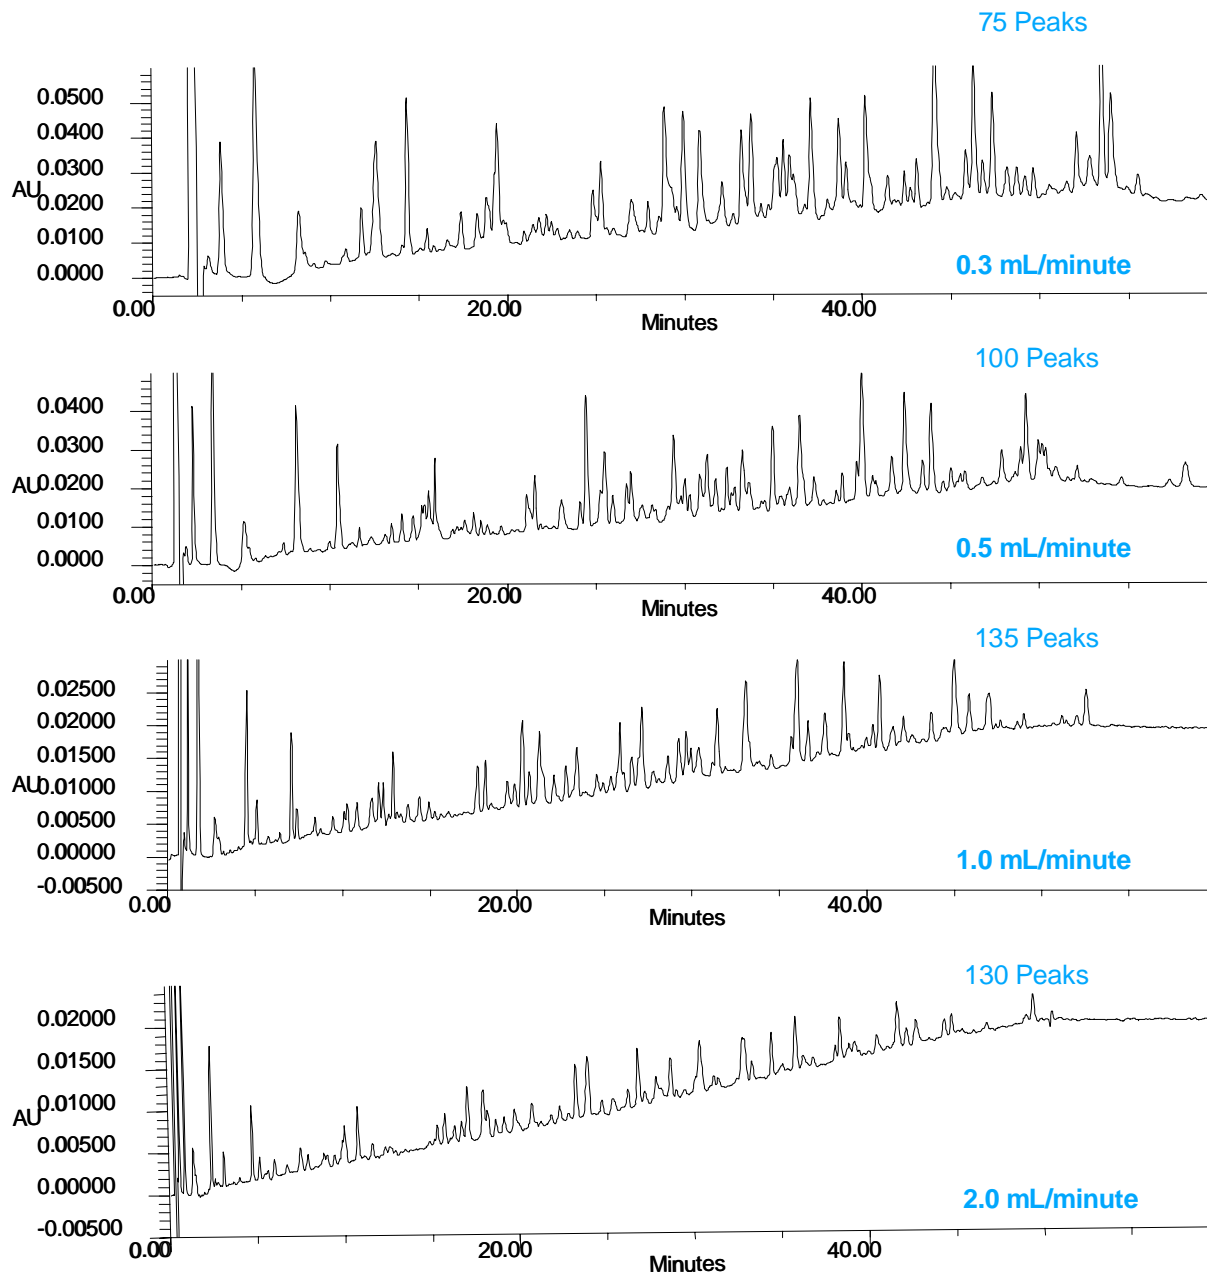 75 Peaks
0.0500
0.0400
0.0300
AU
0.0200
0.0100
0.0000
0.3 mL/minute
0.00 20.00 40.00
Minutes
100 Peaks
0.0400
0.0300
AU
0.0200
0.0100
0.0000
0.5 mL/minute
0.00 20.00 40.00
Minutes
135 Peaks
0.02500
0.02000
0.01500
AU
0.01000
0.00500
0.00000
1.0 mL/minute
-0.00500
0.00 20.00 40.00
Minutes
130 Peaks
0.02000
0.01500
0.01000
AU
0.00500
0.00000
2.0 mL/minute
-0.00500
0.00 20.00 40.00
Minutes